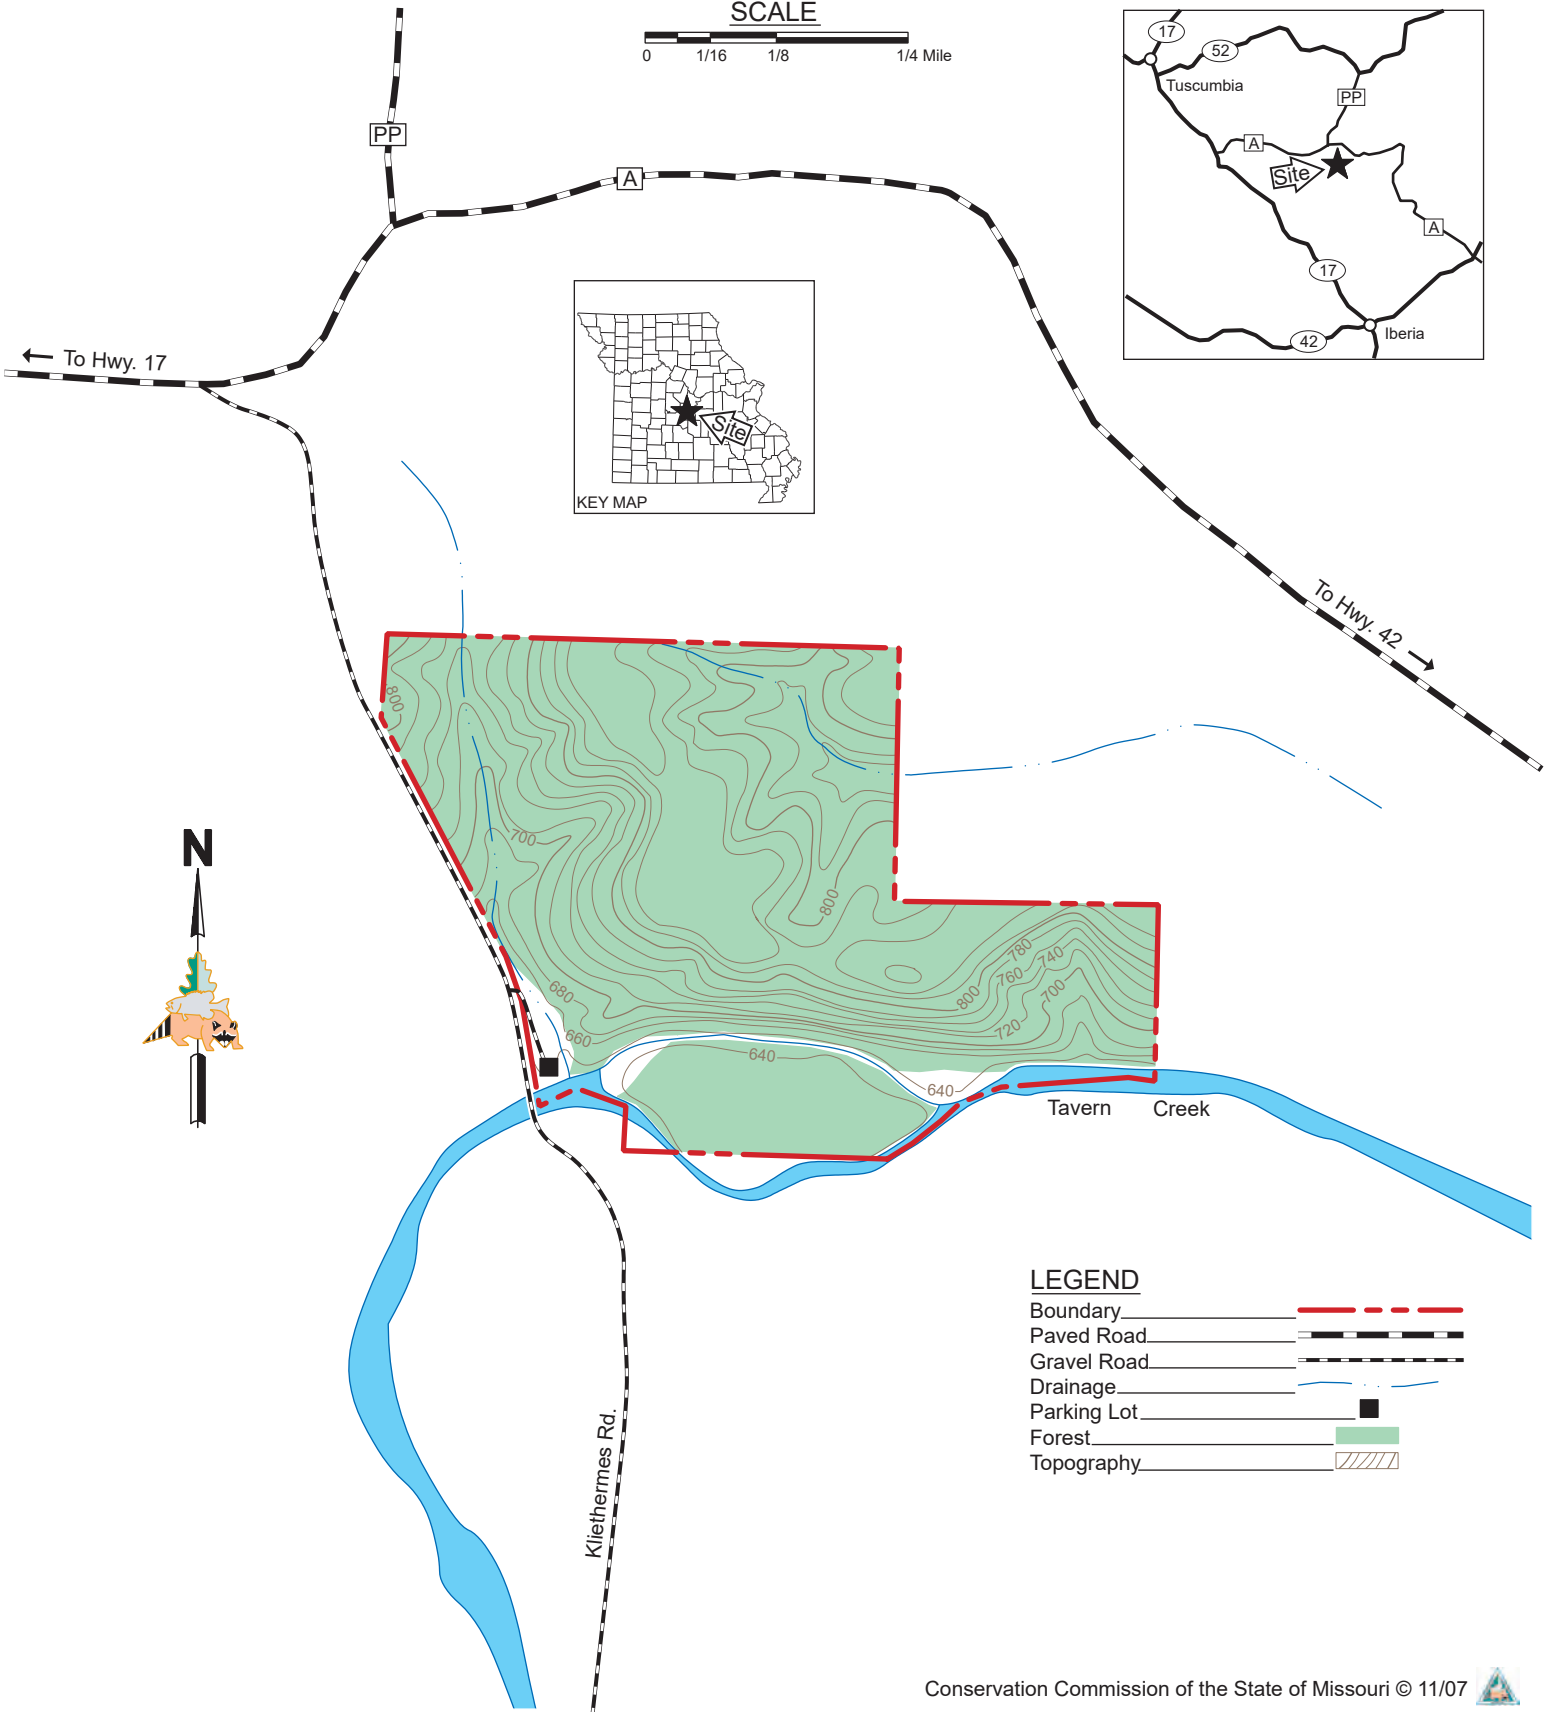 SCALE
0 1/16 1/8 1/4 Mile
17
52
Tuscumbia
PP
A
Site
A
17
42
Iberia
PP
A
To Hwy. 17
Site
KEY MAP
To Hwy. 42
800
700
800
N
680
660
780
760
740
800
700
720
640
640
Tavern Creek
Kliethermes Rd.
LEGEND
Boundary
Paved Road
Gravel Road
Drainage
Parking Lot
Forest
Topography
Conservation Commission of the State of Missouri © 11/07